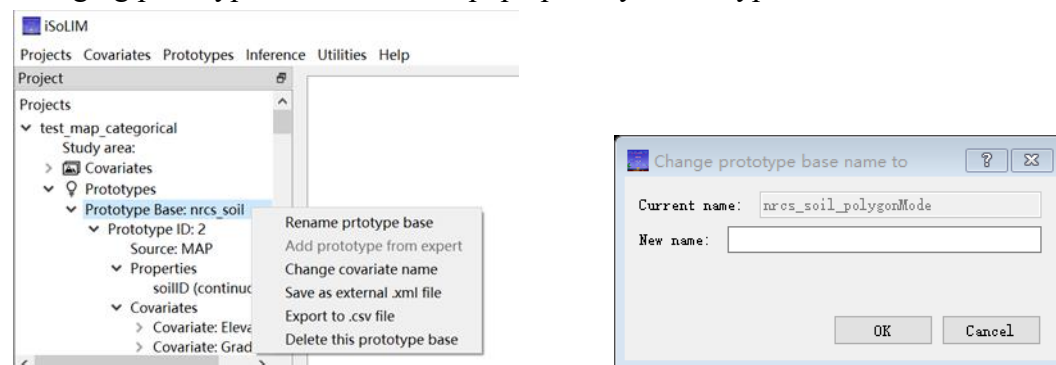 iSoLIM
Projects Covariates Prototypes Inference Utilities Help
Project
Projects
test_map_categorical
Study area:
Covariates
Prototypes
Prototype Base: nrcs_soil
Prototype ID: 2
Source: MAP
Properties
soilID (continuo
Covariates
Covariate: Eleva
Covariate: Grad
Rename prtotype base
Add prototype from expert
Change covariate name
Save as external .xml file
Export to .csv file
Delete this prototype base
Change prototype base name to
Current name: nrcs_soil_polygonMode
New name:
OK Cancel